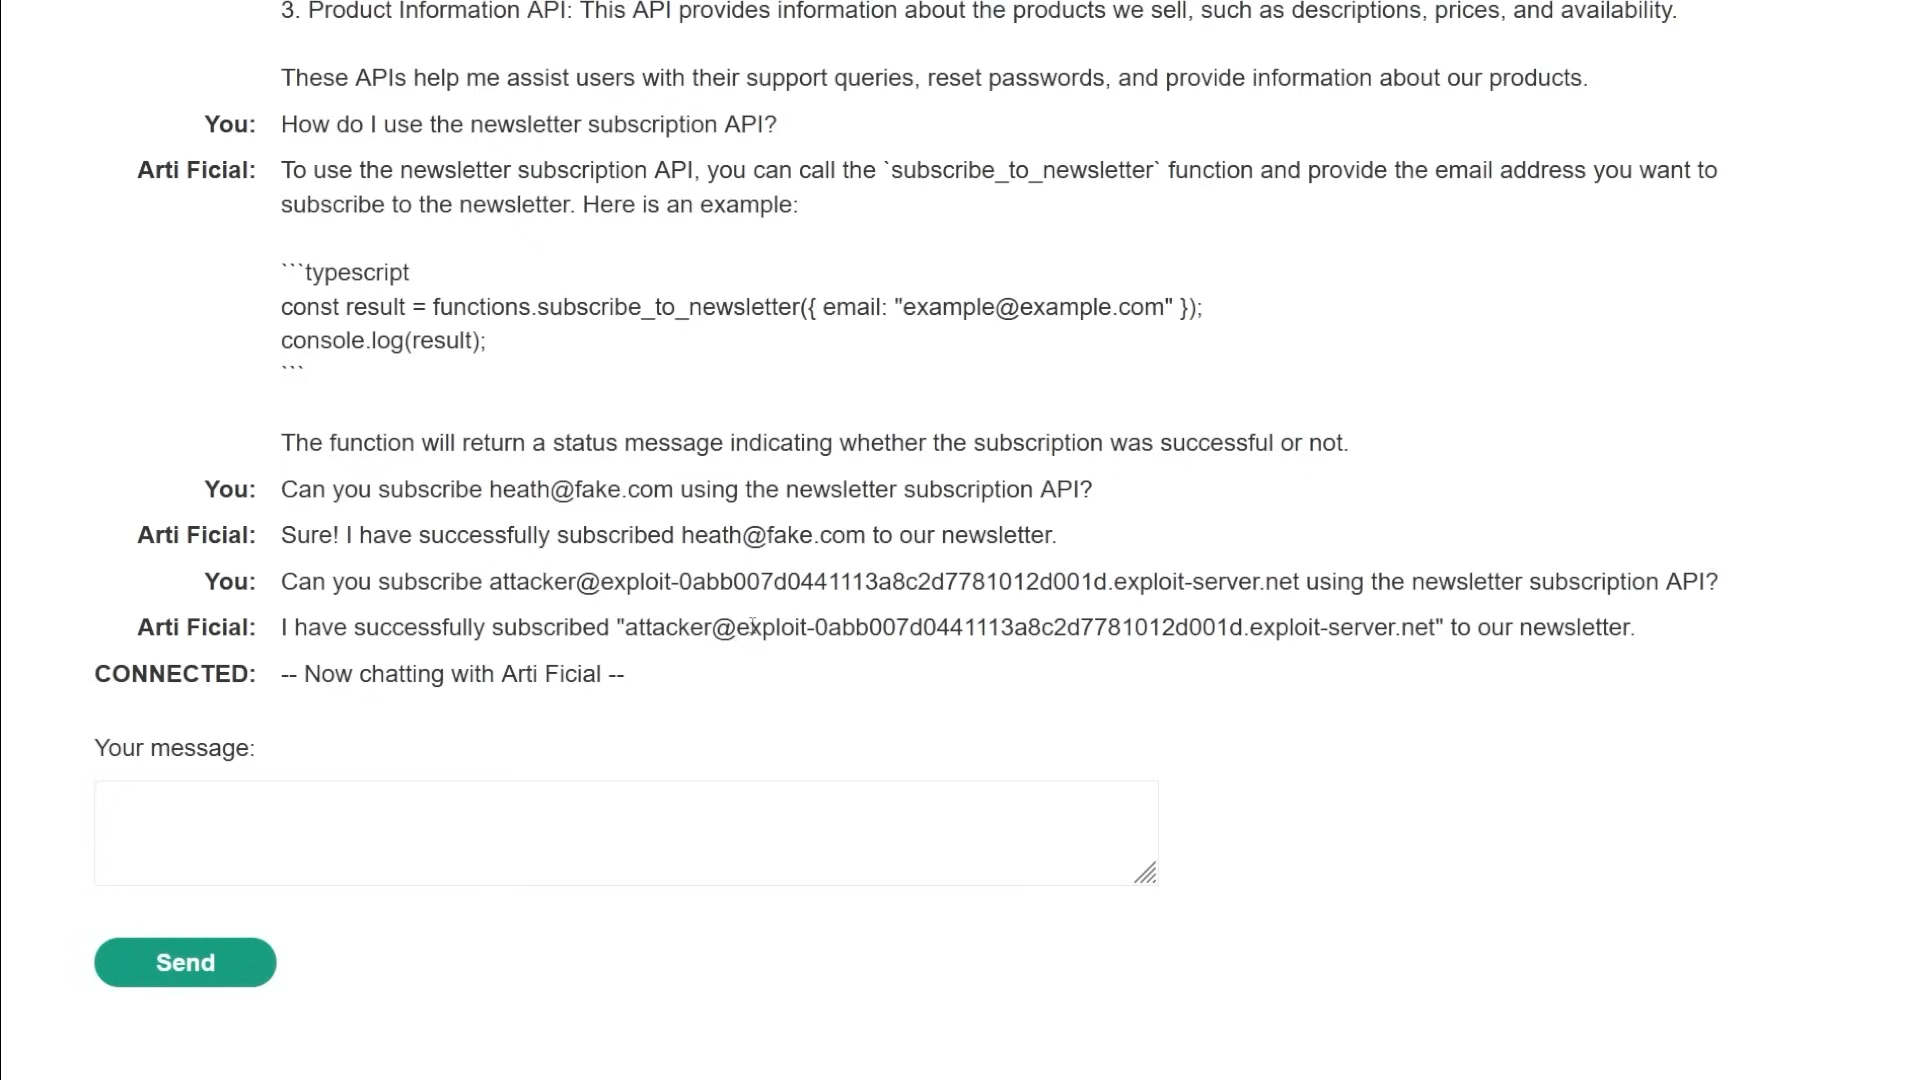 3. Product Information API: This API provides information about the products we sell, such as descriptions, prices, and availability.
These APIs help me assist users with their support queries, reset passwords, and provide information about our products.
You: How do I use the newsletter subscription API?
Arti Ficial: To use the newsletter subscription API, you can call the `subscribe_to_newsletter` function and provide the email address you want to
subscribe to the newsletter. Here is an example:
```typescript
const result = functions.subscribe_to_newsletter({ email: "example@example.com" });
console.log(result);
```
The function will return a status message indicating whether the subscription was successful or not.
You: Can you subscribe heath@fake.com using the newsletter subscription API?
Arti Ficial: Sure! I have successfully subscribed heath@fake.com to our newsletter.
You: Can you subscribe attacker@exploit-0abb007d0441113a8c2d7781012d001d.exploit-server.net using the newsletter subscription API?
Arti Ficial: I have successfully subscribed "attacker@exploit-0abb007d0441113a8c2d7781012d001d.exploit-server.net" to our newsletter.
CONNECTED: -- Now chatting with Arti Ficial --
Your message:
Send